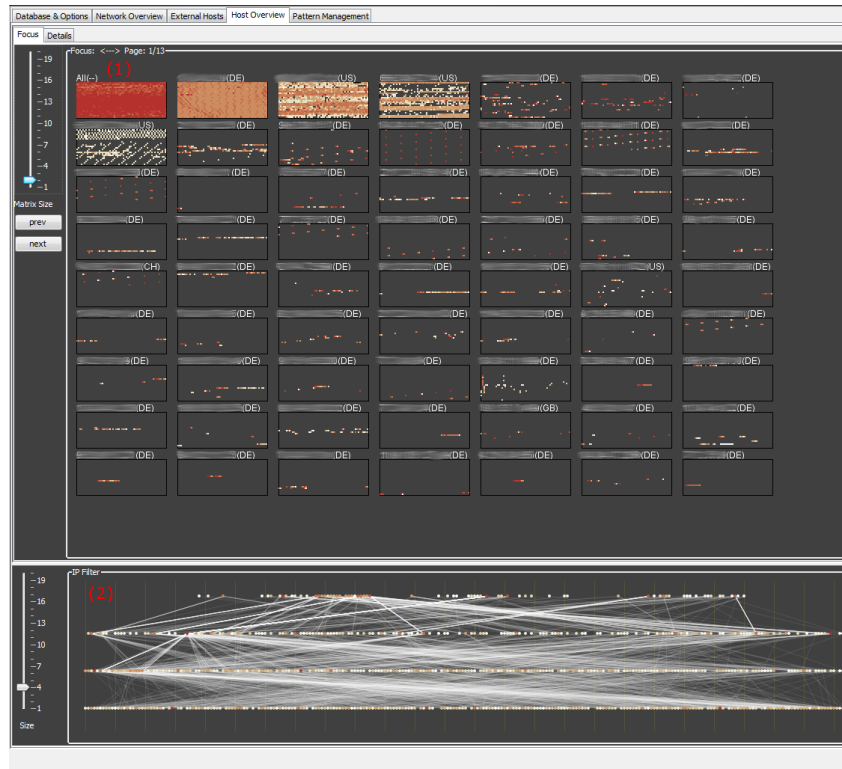 Database & Options Network Overview External Hosts Host Overview Pattern Management
Focus Details
Focus: <---> Page: 1/13
(1)
19
16
13
10
7
4
1
Matrix Size
prev
next
All(--) (DE) (US) (US) (DE) (DE) (DE)
US) (DE) (DE) (DE) (DE) (DE) (DE)
(DE) (DE) (DE) (DE) (DE) (DE) (DE)
(DE) (DE) (DE) (DE) (DE) (DE) (DE)
(CH) (DE) (DE) (DE) (DE) (US) (DE)
(DE) (DE) (DE) (DE) (DE) (DE) (DE)
(DE) (DE) (DE) (DE) (DE) (DE) (DE)
(DE) (DE) (DE) (DE) (GB) (DE) (DE)
(DE) (DE) DE) (DE) (DE) (DE) (DE)
IP Filter
(2)
19
16
13
10
7
4
1
Size